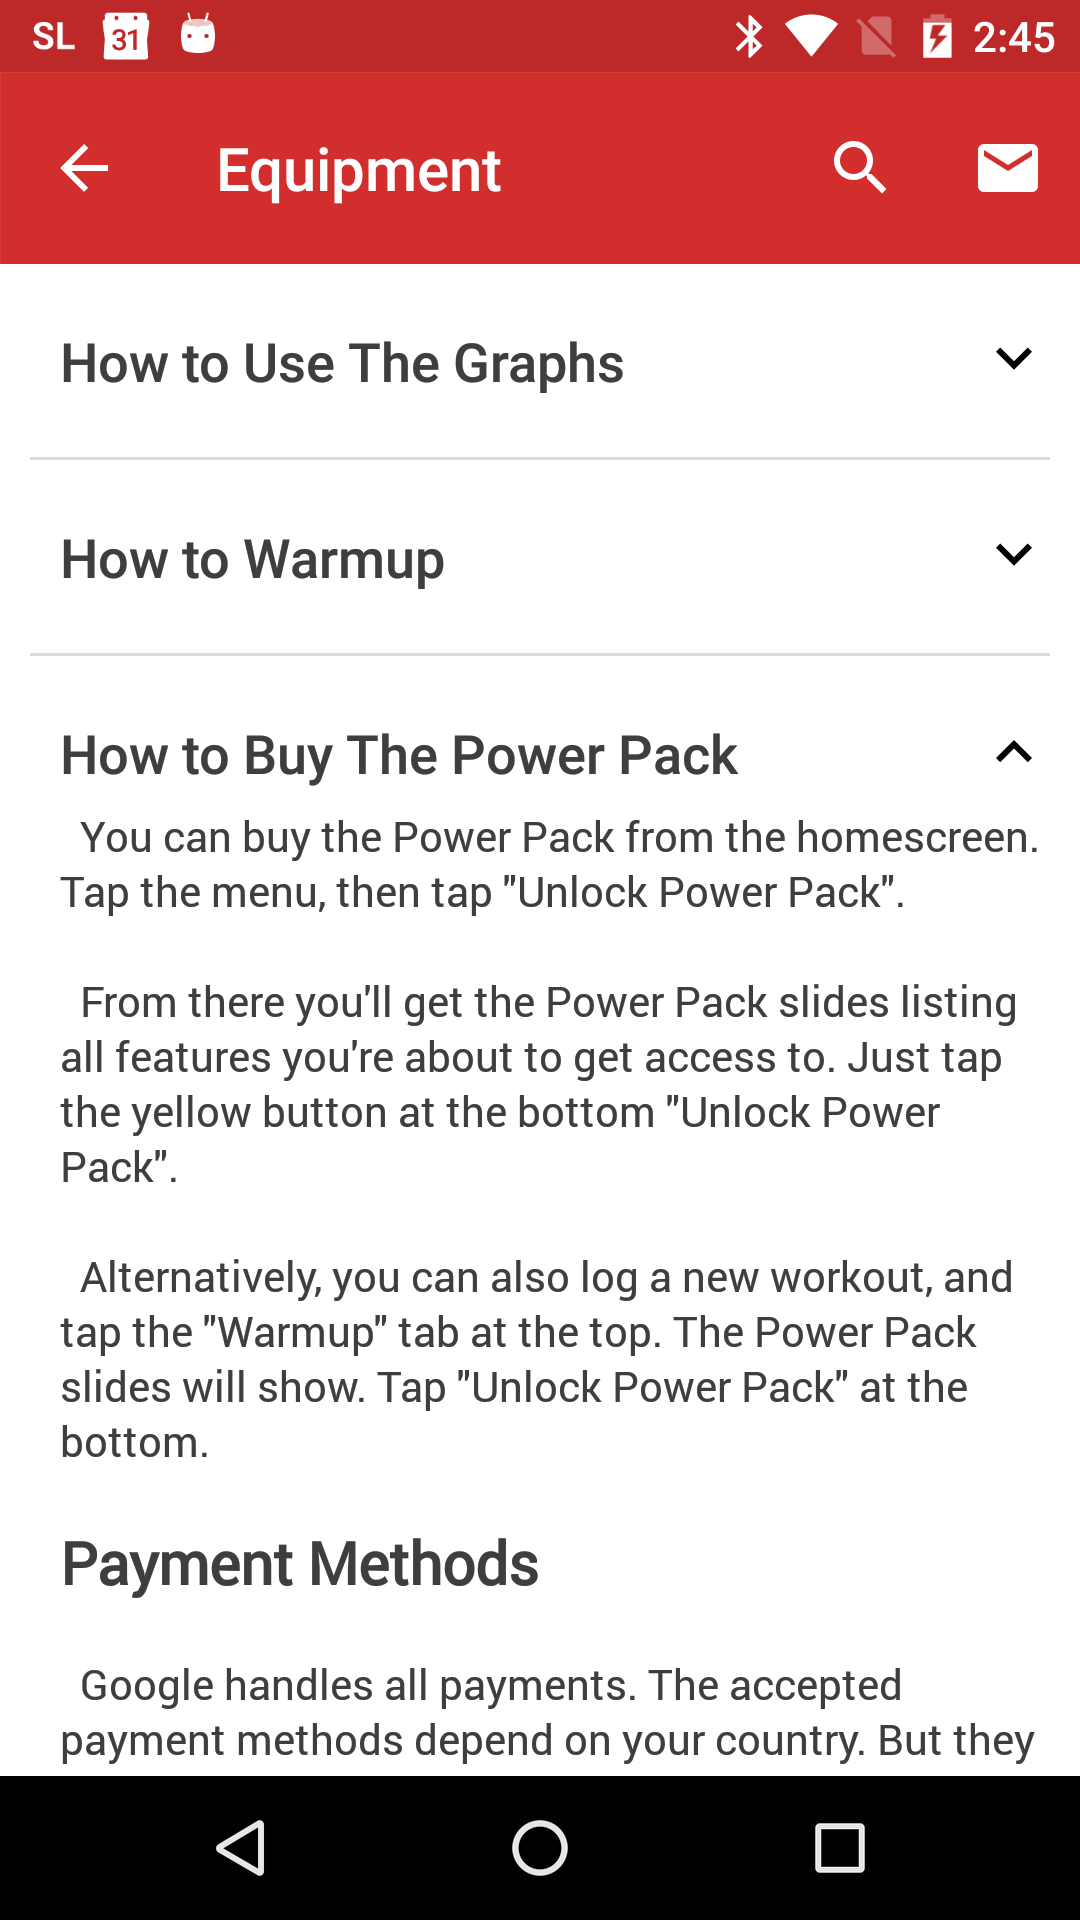 SL 31 2:45
Equipment
How to Use The Graphs
How to Warmup
How to Buy The Power Pack
You can buy the Power Pack from the homescreen.
Tap the menu, then tap "Unlock Power Pack".
From there you'll get the Power Pack slides listing
all features you're about to get access to. Just tap
the yellow button at the bottom "Unlock Power
Pack".
Alternatively, you can also log a new workout, and
tap the "Warmup" tab at the top. The Power Pack
slides will show. Tap "Unlock Power Pack" at the
bottom.
Payment Methods
Google handles all payments. The accepted
payment methods depend on your country. But they